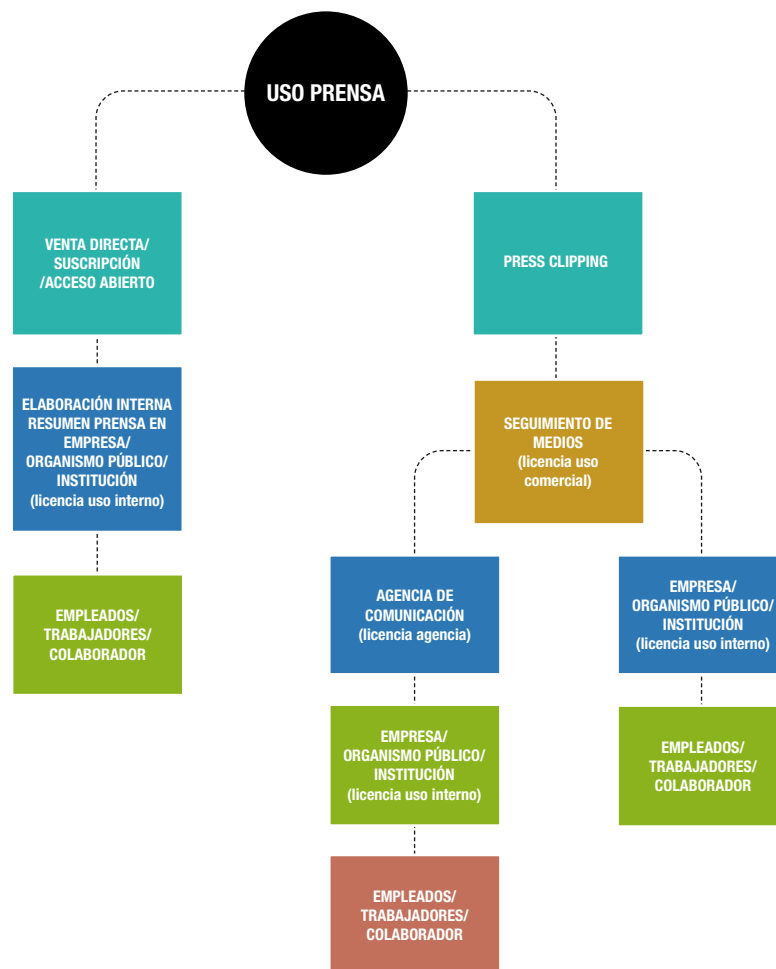 USO PRENSA
VENTA DIRECTA/
SUSCRIPCIÓN
/ACCESO ABIERTO
PRESS CLIPPING
ELABORACIÓN INTERNA
RESUMEN PRENSA EN
EMPRESA/
ORGANISMO PÚBLICO/
INSTITUCIÓN
(licencia uso interno)
SEGUIMIENTO DE
MEDIOS
(licencia uso
comercial)
EMPLEADOS/
TRABAJADORES/
COLABORADOR
AGENCIA DE
COMUNICACIÓN
(licencia agencia)
EMPRESA/
ORGANISMO PÚBLICO/
INSTITUCIÓN
(licencia uso interno)
EMPRESA/
ORGANISMO PÚBLICO/
INSTITUCIÓN
(licencia uso interno)
EMPLEADOS/
TRABAJADORES/
COLABORADOR
EMPLEADOS/
TRABAJADORES/
COLABORADOR